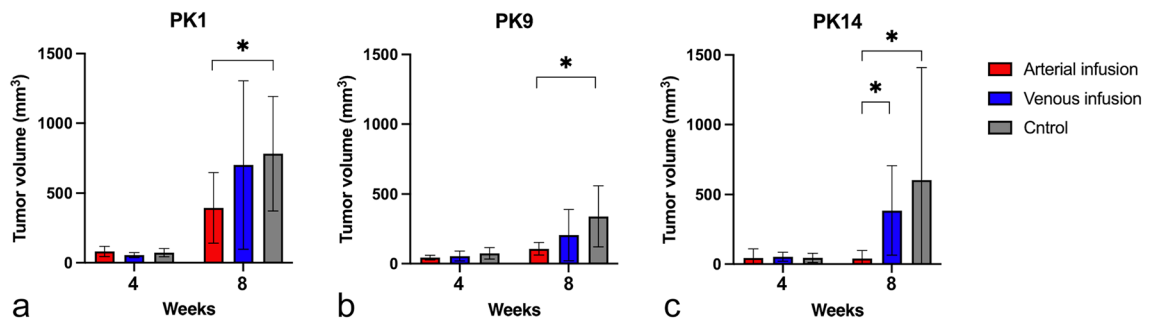 PK1
Tumor volume (mm³)
1500
1000
500
0
*
4
8
Weeks
a
PK9
Tumor volume (mm³)
1500
1000
500
0
*
4
8
Weeks
b
PK14
Tumor volume (mm³)
1500
1000
500
0
*
*
4
8
Weeks
c
Arterial infusion
Venous infusion
Cntrol